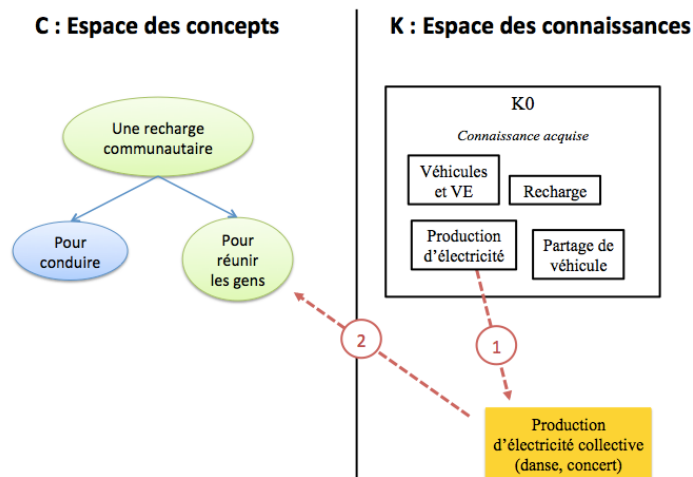 C : Espace des concepts
K : Espace des connaissances
Une recharge
communautaire
Pour
conduire
Pour
réunir
les gens
K0
Connaissance acquise
Véhicules
et VE
Recharge
Production
d'électricité
Partage de
véhicule
1
2
Production
d'électricité collective
(danse, concert)